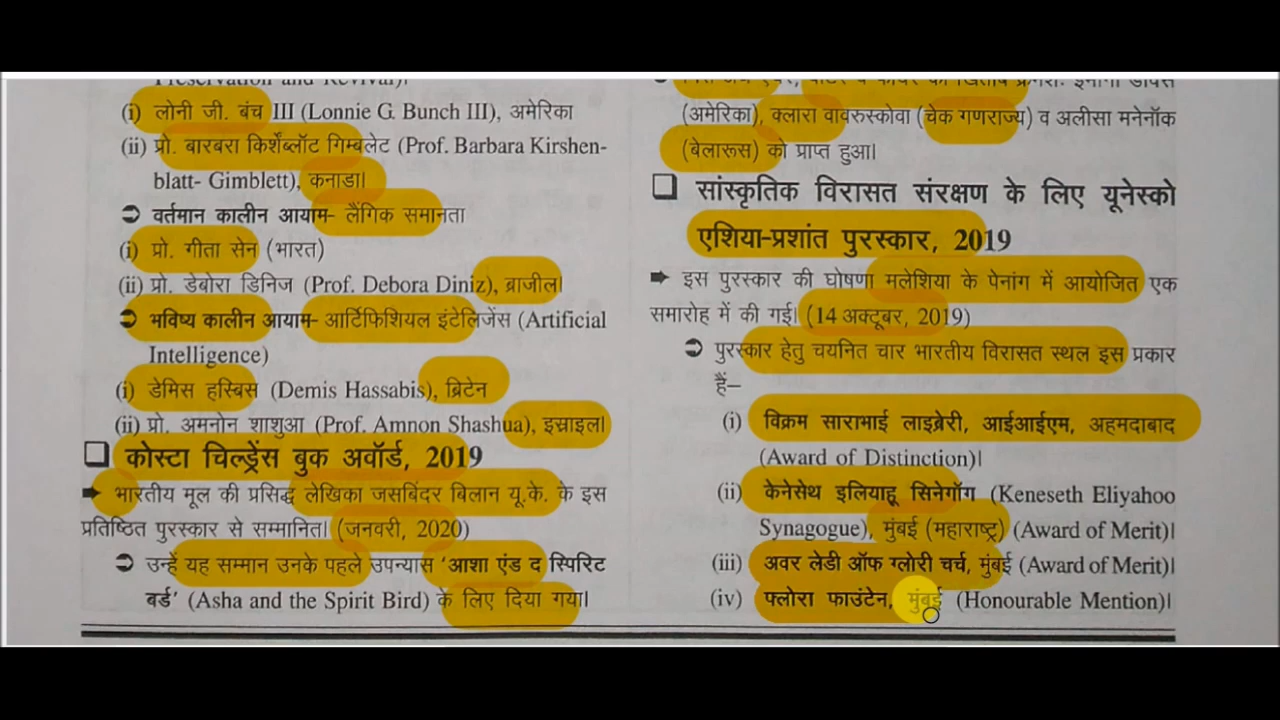 Preservation and Revival)।
(i) लोनी जी. बंच III (Lonnie G. Bunch III), अमेरिका
(ii) प्रो. बारबरा किर्शेंब्लॉट गिम्बलेट (Prof. Barbara Kirshen-
blatt- Gimblett), कनाडा।
➲ वर्तमान कालीन आयाम– लैंगिक समानता
(i) प्रो. गीता सेन (भारत)
(ii) प्रो. डेबोरा डिनिज (Prof. Debora Diniz), ब्राजील।
➲ भविष्य कालीन आयाम– आर्टिफिशियल इंटेलिजेंस (Artificial
Intelligence)
(i) डेमिस हस्बिस (Demis Hassabis), ब्रिटेन
(ii) प्रो. अमनोन शाशुआ (Prof. Amnon Shashua), इस्राइल।
❑ कोस्टा चिल्ड्रेंस बुक अवॉर्ड, 2019
➡ भारतीय मूल की प्रसिद्ध लेखिका जसबिंदर बिलान यू.के. के इस
प्रतिष्ठित पुरस्कार से सम्मानित। (जनवरी, 2020)
➲ उन्हें यह सम्मान उनके पहले उपन्यास 'आशा एंड द स्पिरिट
बर्ड' (Asha and the Spirit Bird) के लिए दिया गया।
(अमेरिका), क्लारा वावरुस्कोवा (चेक गणराज्य) व अलीसा मनेनॉक
(बेलारूस) को प्राप्त हुआ।
❑ सांस्कृतिक विरासत संरक्षण के लिए यूनेस्को
एशिया-प्रशांत पुरस्कार, 2019
➡ इस पुरस्कार की घोषणा मलेशिया के पेनांग में आयोजित एक
समारोह में की गई। (14 अक्टूबर, 2019)
➲ पुरस्कार हेतु चयनित चार भारतीय विरासत स्थल इस प्रकार
हैं–
(i) विक्रम साराभाई लाइब्रेरी, आईआईएम, अहमदाबाद
(Award of Distinction)।
(ii) केनेसेथ इलियाहू सिनेगॉग (Keneseth Eliyahoo
Synagogue), मुंबई (महाराष्ट्र) (Award of Merit)।
(iii) अवर लेडी ऑफ ग्लोरी चर्च, मुंबई (Award of Merit)।
(iv) फ्लोरा फाउंटेन, मुंबई (Honourable Mention)।